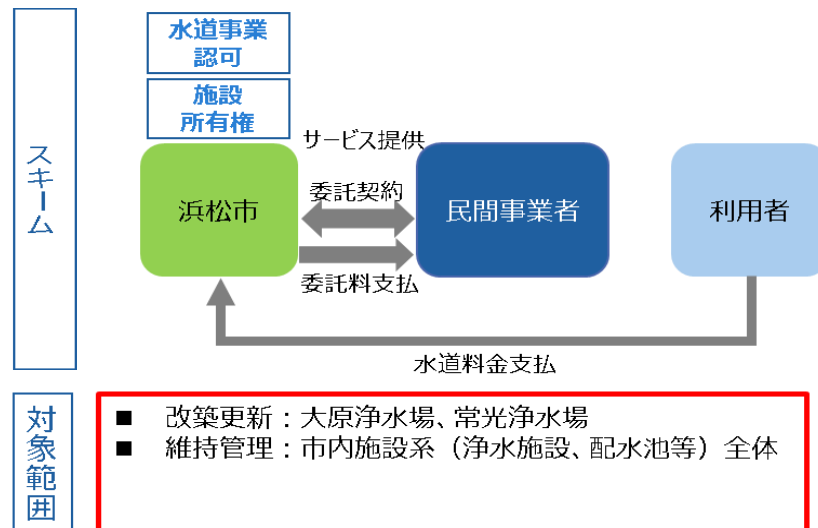 スキーム
水道事業
認可
施設
所有権
サービス提供
浜松市
委託契約
民間事業者
利用者
委託料支払
水道料金支払
対象範囲
■ 改築更新：大原浄水場、常光浄水場
■ 維持管理：市内施設系（浄水施設、配水池等）全体